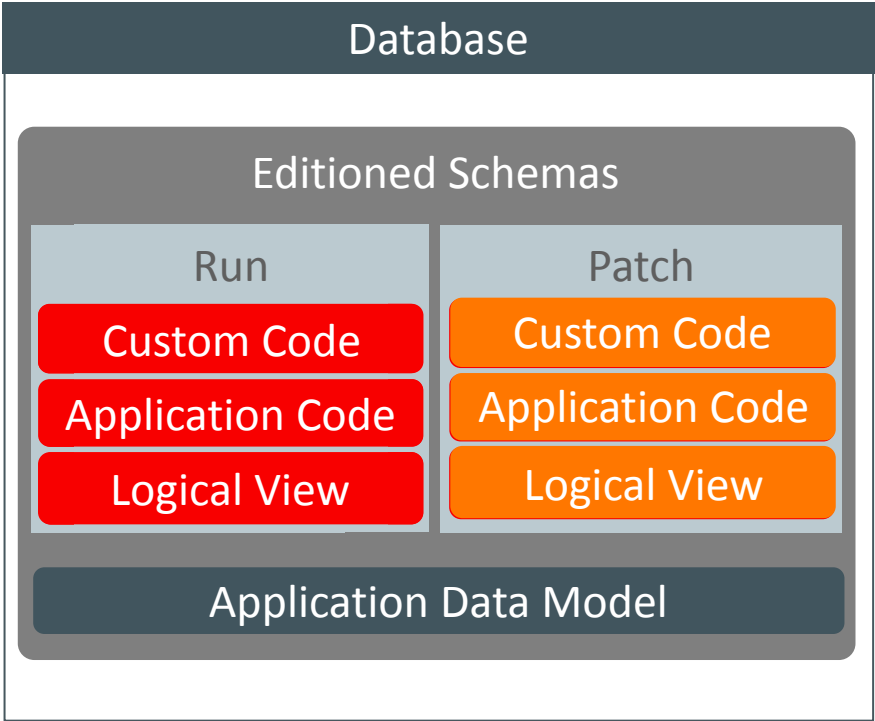 Database
Editioned Schemas
Run
Custom Code
Application Code
Logical View
Patch
Custom Code
Application Code
Logical View
Application Data Model